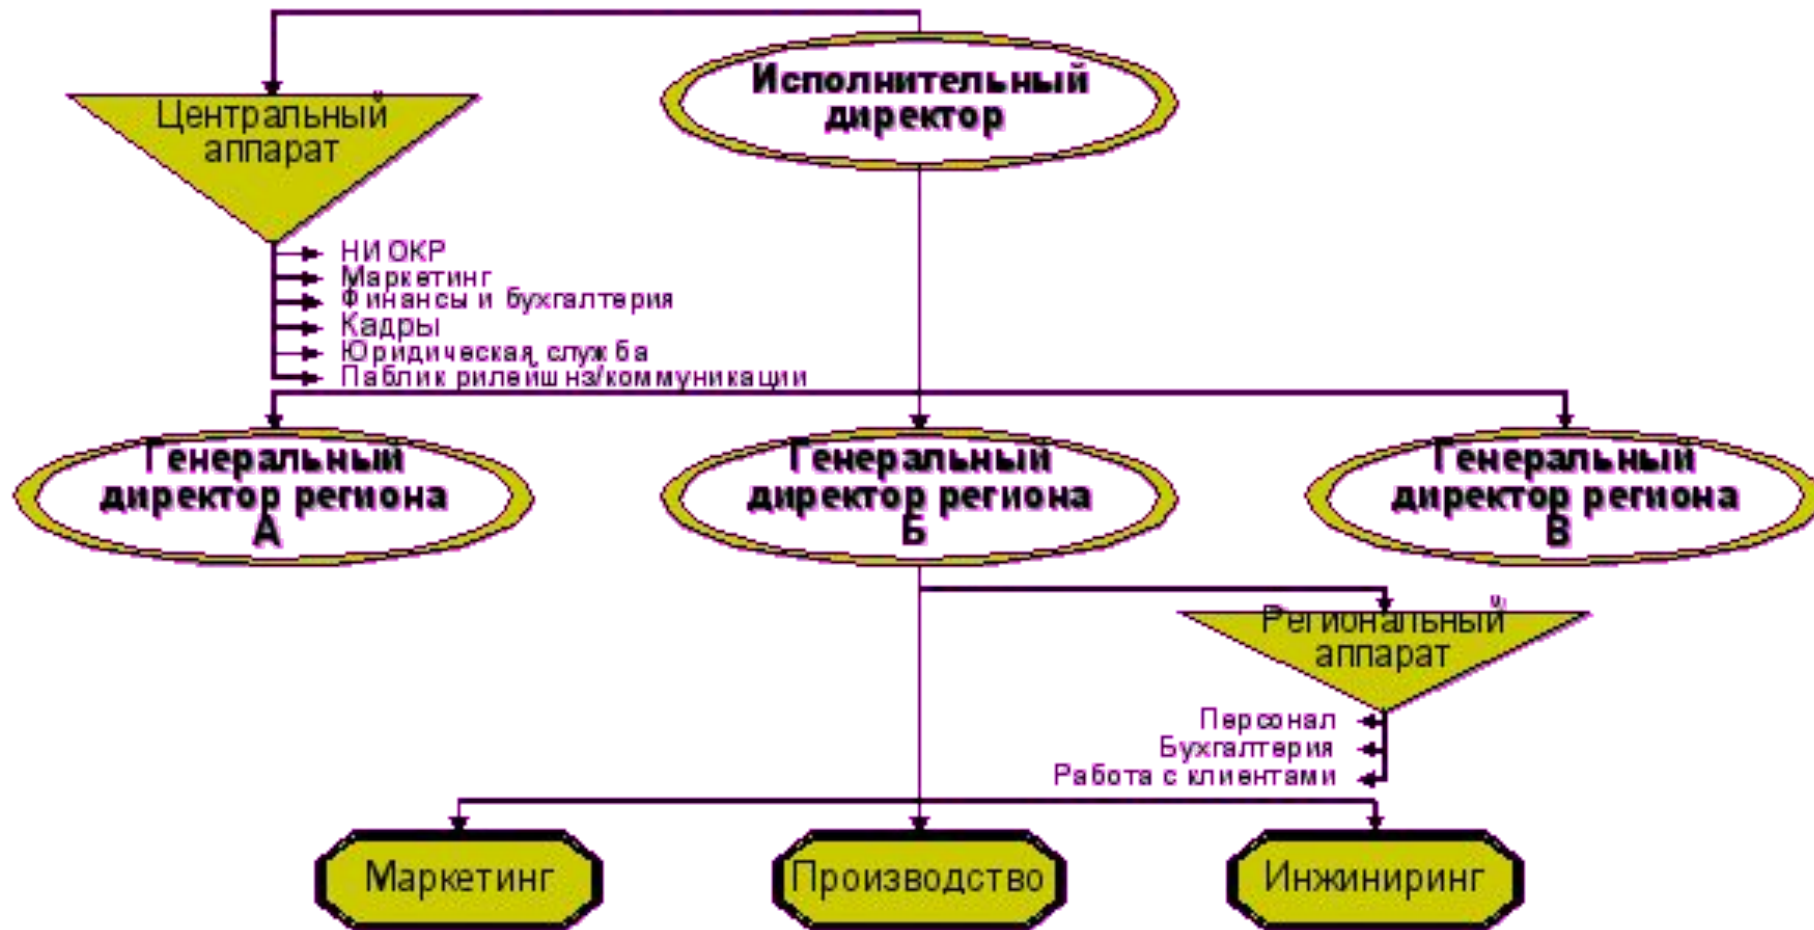 Исполнительный
директор
Центральный
аппарат
НИОКР
Маркетинг
Финансы и бухгалтерия
Кадры
Юридическая служба
Паблик рилейшнз/коммуникации
Генеральный
директор региона
А
Генеральный
директор региона
Б
Генеральный
директор региона
В
Региональный
аппарат
Персонал
Бухгалтерия
Работа с клиентами
Маркетинг
Производство
Инжиниринг